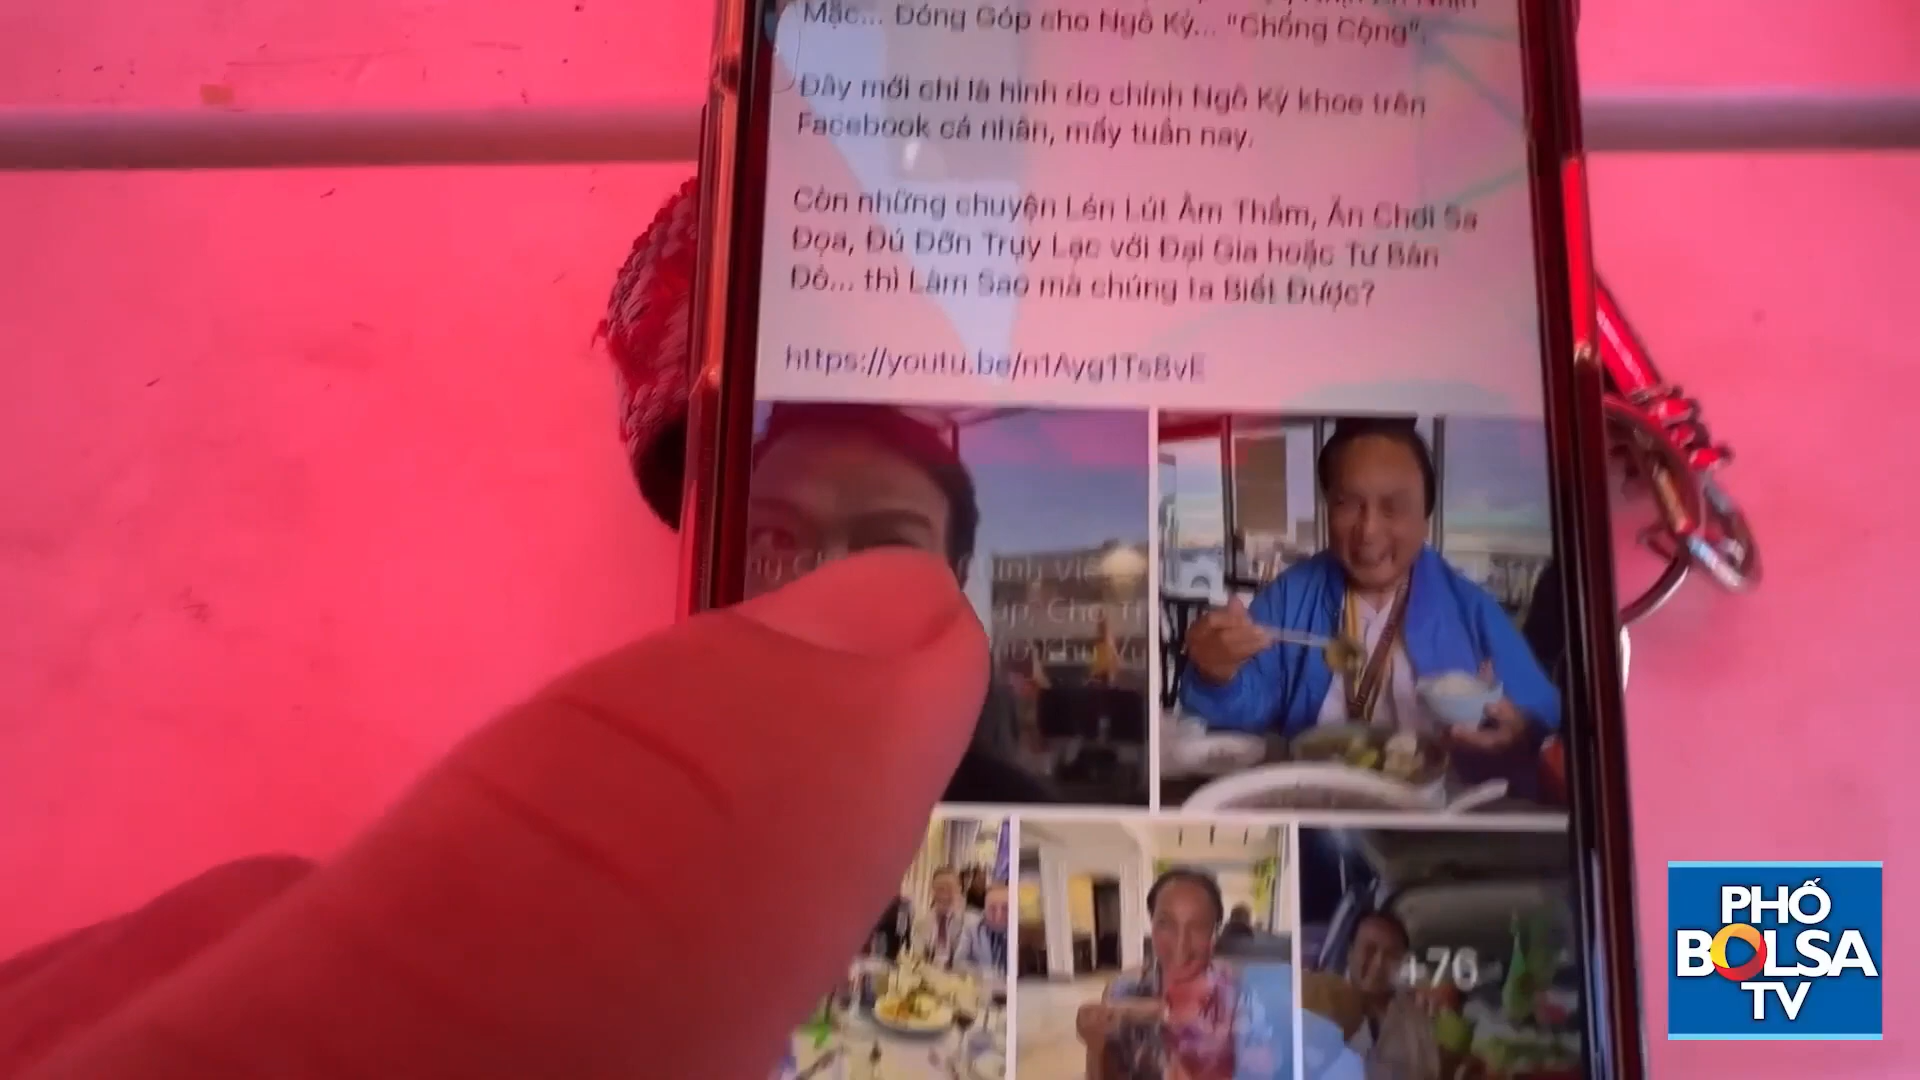 Mặc... Đóng Góp cho Ngô Kỷ... "Chống Cộng".
Đây mới chỉ là hình do chính Ngô Kỷ khoe trên
Facebook cá nhân, mấy tuần nay.
Còn những chuyện Lén Lút Âm Thầm, Ăn Chơi Sa
Đọa, Đú Đởn Trụy Lạc với Đại Gia hoặc Tư Bản
Đỏ... thì Làm Sao mà chúng ta Biết Được?
https://youtu.be/n1Ayg1Ts8vE
+76
PHỐ
BOLSA
TV